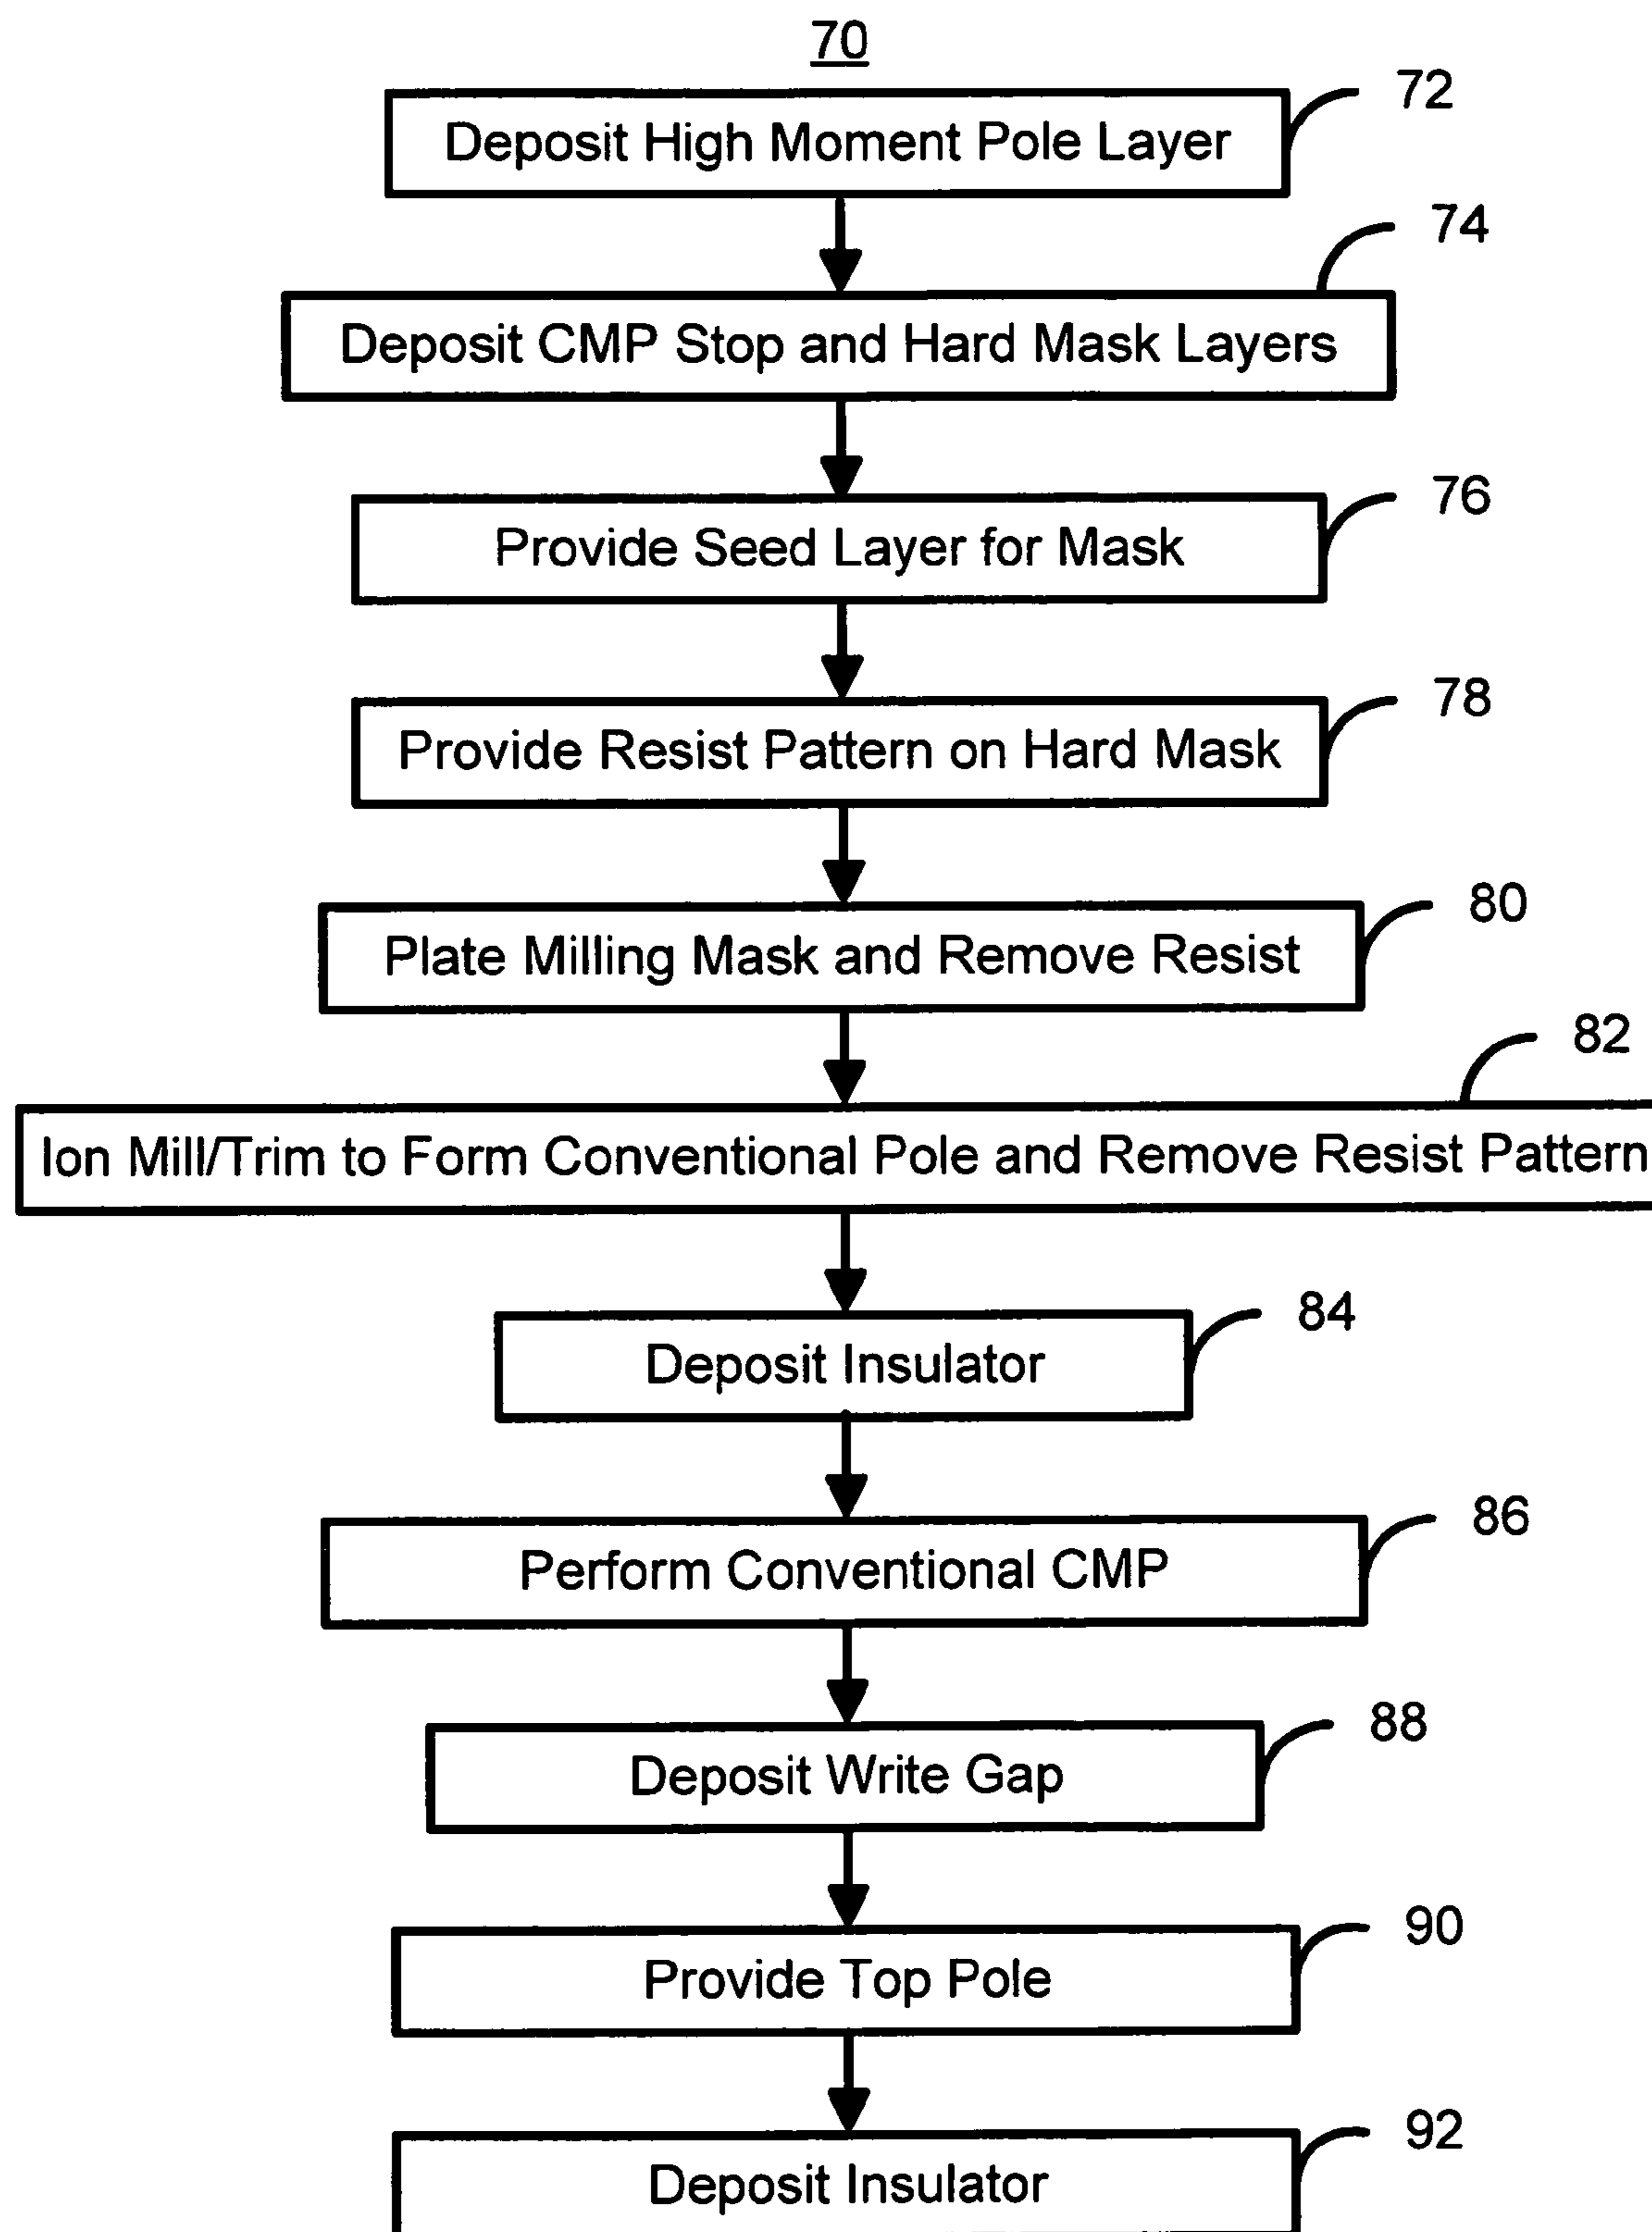 70
Deposit High Moment Pole Layer
72
Deposit CMP Stop and Hard Mask Layers
74
Provide Seed Layer for Mask
76
Provide Resist Pattern on Hard Mask
78
Plate Milling Mask and Remove Resist
80
Ion Mill/Trim to Form Conventional Pole and Remove Resist Pattern
82
Deposit Insulator
84
Perform Conventional CMP
86
Deposit Write Gap
88
Provide Top Pole
90
Deposit Insulator
92